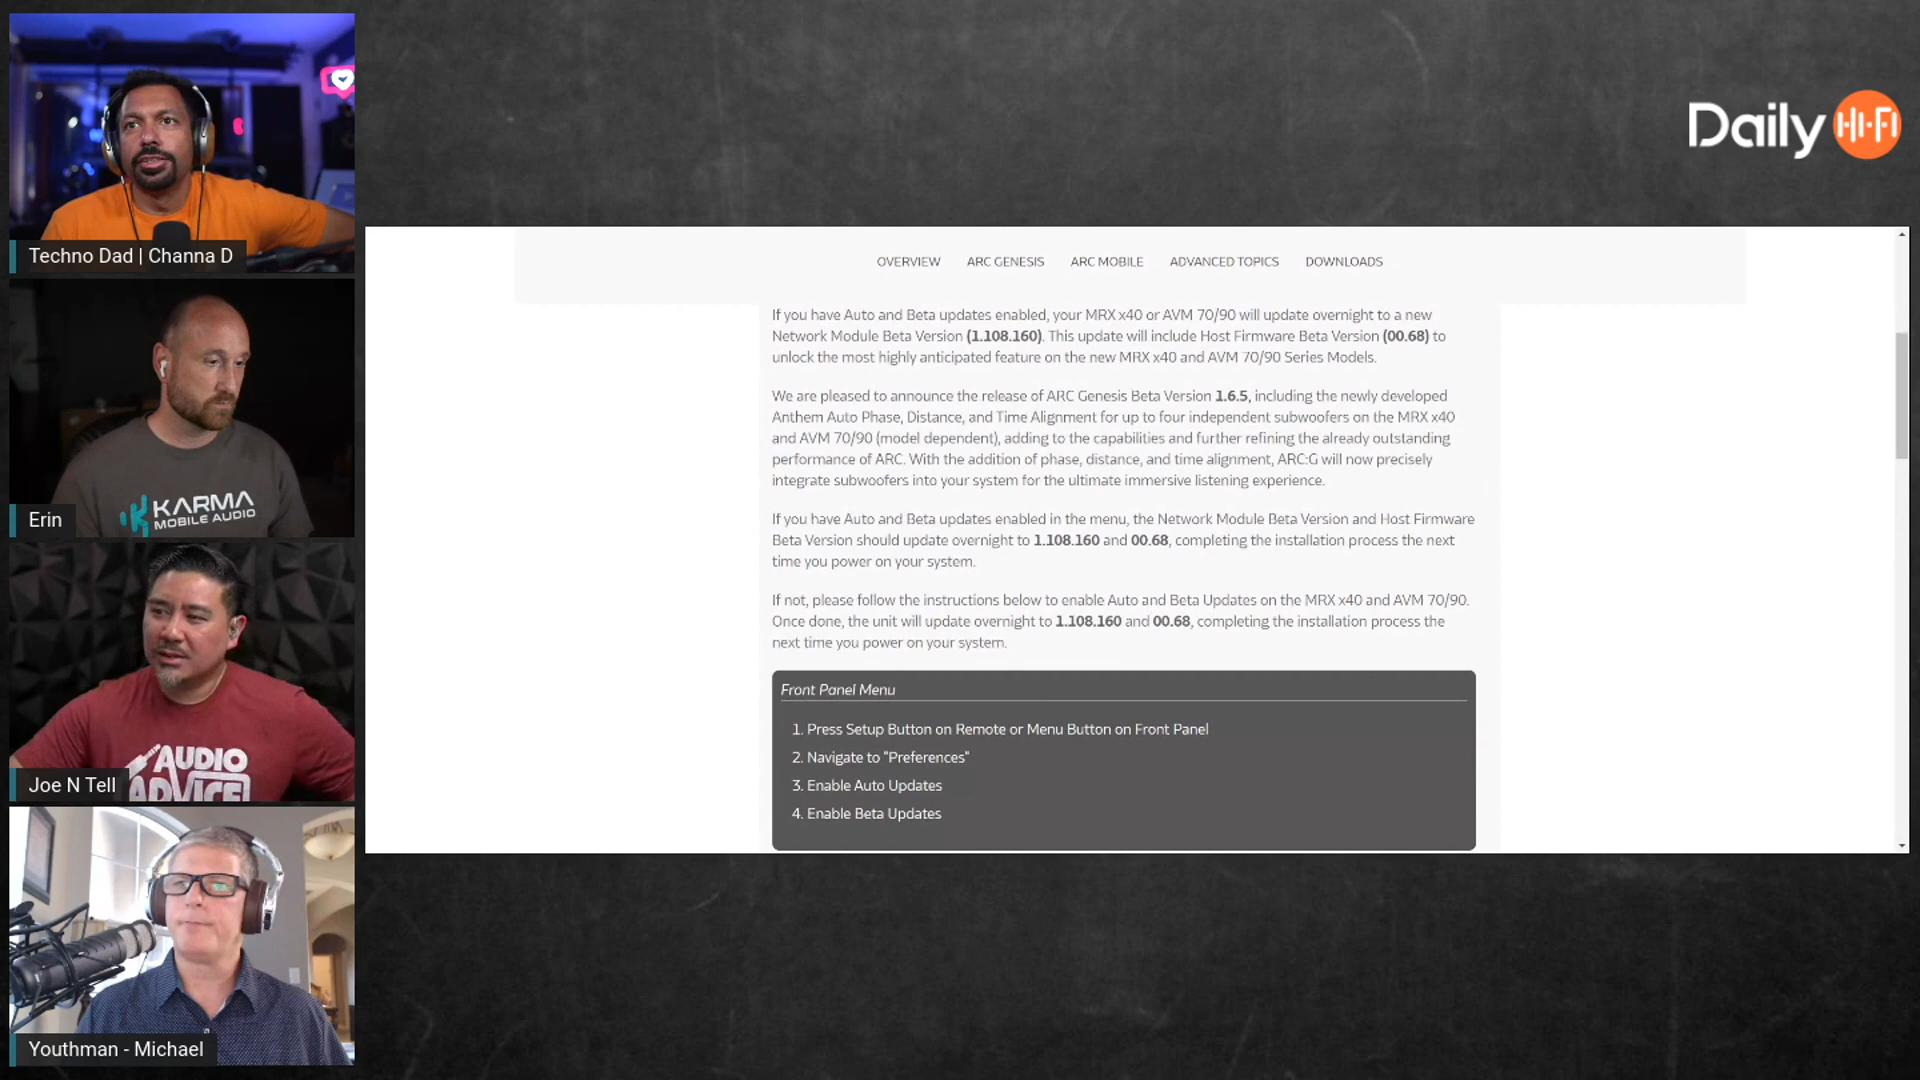 Techno Dad | Channa D
KARMA
MOBILE AUDIO
Erin
AUDIO
ADVICE
Joe N Tell
Youthman - Michael
Daily HI-FI
OVERVIEW ARC GENESIS ARC MOBILE ADVANCED TOPICS DOWNLOADS
If you have Auto and Beta updates enabled, your MRX x40 or AVM 70/90 will update overnight to a new
Network Module Beta Version (1.108.160). This update will include Host Firmware Beta Version (00.68) to
unlock the most highly anticipated feature on the new MRX x40 and AVM 70/90 Series Models.
We are pleased to announce the release of ARC Genesis Beta Version 1.6.5, including the newly developed
Anthem Auto Phase, Distance, and Time Alignment for up to four independent subwoofers on the MRX x40
and AVM 70/90 (model dependent), adding to the capabilities and further refining the already outstanding
performance of ARC. With the addition of phase, distance, and time alignment, ARC:G will now precisely
integrate subwoofers into your system for the ultimate immersive listening experience.
If you have Auto and Beta updates enabled in the menu, the Network Module Beta Version and Host Firmware
Beta Version should update overnight to 1.108.160 and 00.68, completing the installation process the next
time you power on your system.
If not, please follow the instructions below to enable Auto and Beta Updates on the MRX x40 and AVM 70/90.
Once done, the unit will update overnight to 1.108.160 and 00.68, completing the installation process the
next time you power on your system.
Front Panel Menu
1. Press Setup Button on Remote or Menu Button on Front Panel
2. Navigate to "Preferences"
3. Enable Auto Updates
4. Enable Beta Updates